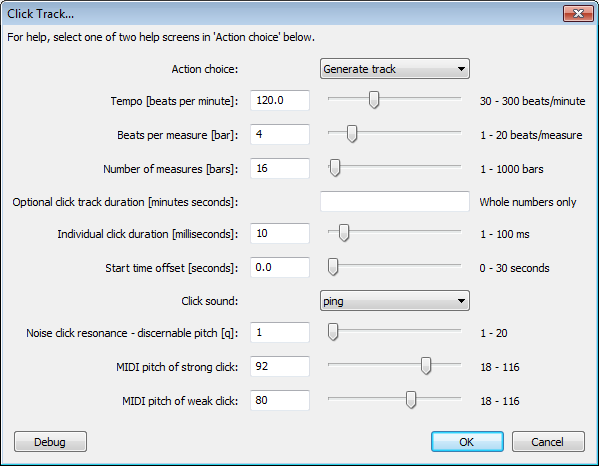 Click Track...
For help, select one of two help screens in 'Action choice' below.
Action choice: Generate track
Tempo [beats per minute]: 120.0 30 - 300 beats/minute
Beats per measure [bar]: 4 1 - 20 beats/measure
Number of measures [bars]: 16 1 - 1000 bars
Optional click track duration [minutes seconds]: Whole numbers only
Individual click duration [milliseconds]: 10 1 - 100 ms
Start time offset [seconds]: 0.0 0 - 30 seconds
Click sound: ping
Noise click resonance - discernable pitch [q]: 1 1 - 20
MIDI pitch of strong click: 92 18 - 116
MIDI pitch of weak click: 80 18 - 116
Debug OK Cancel